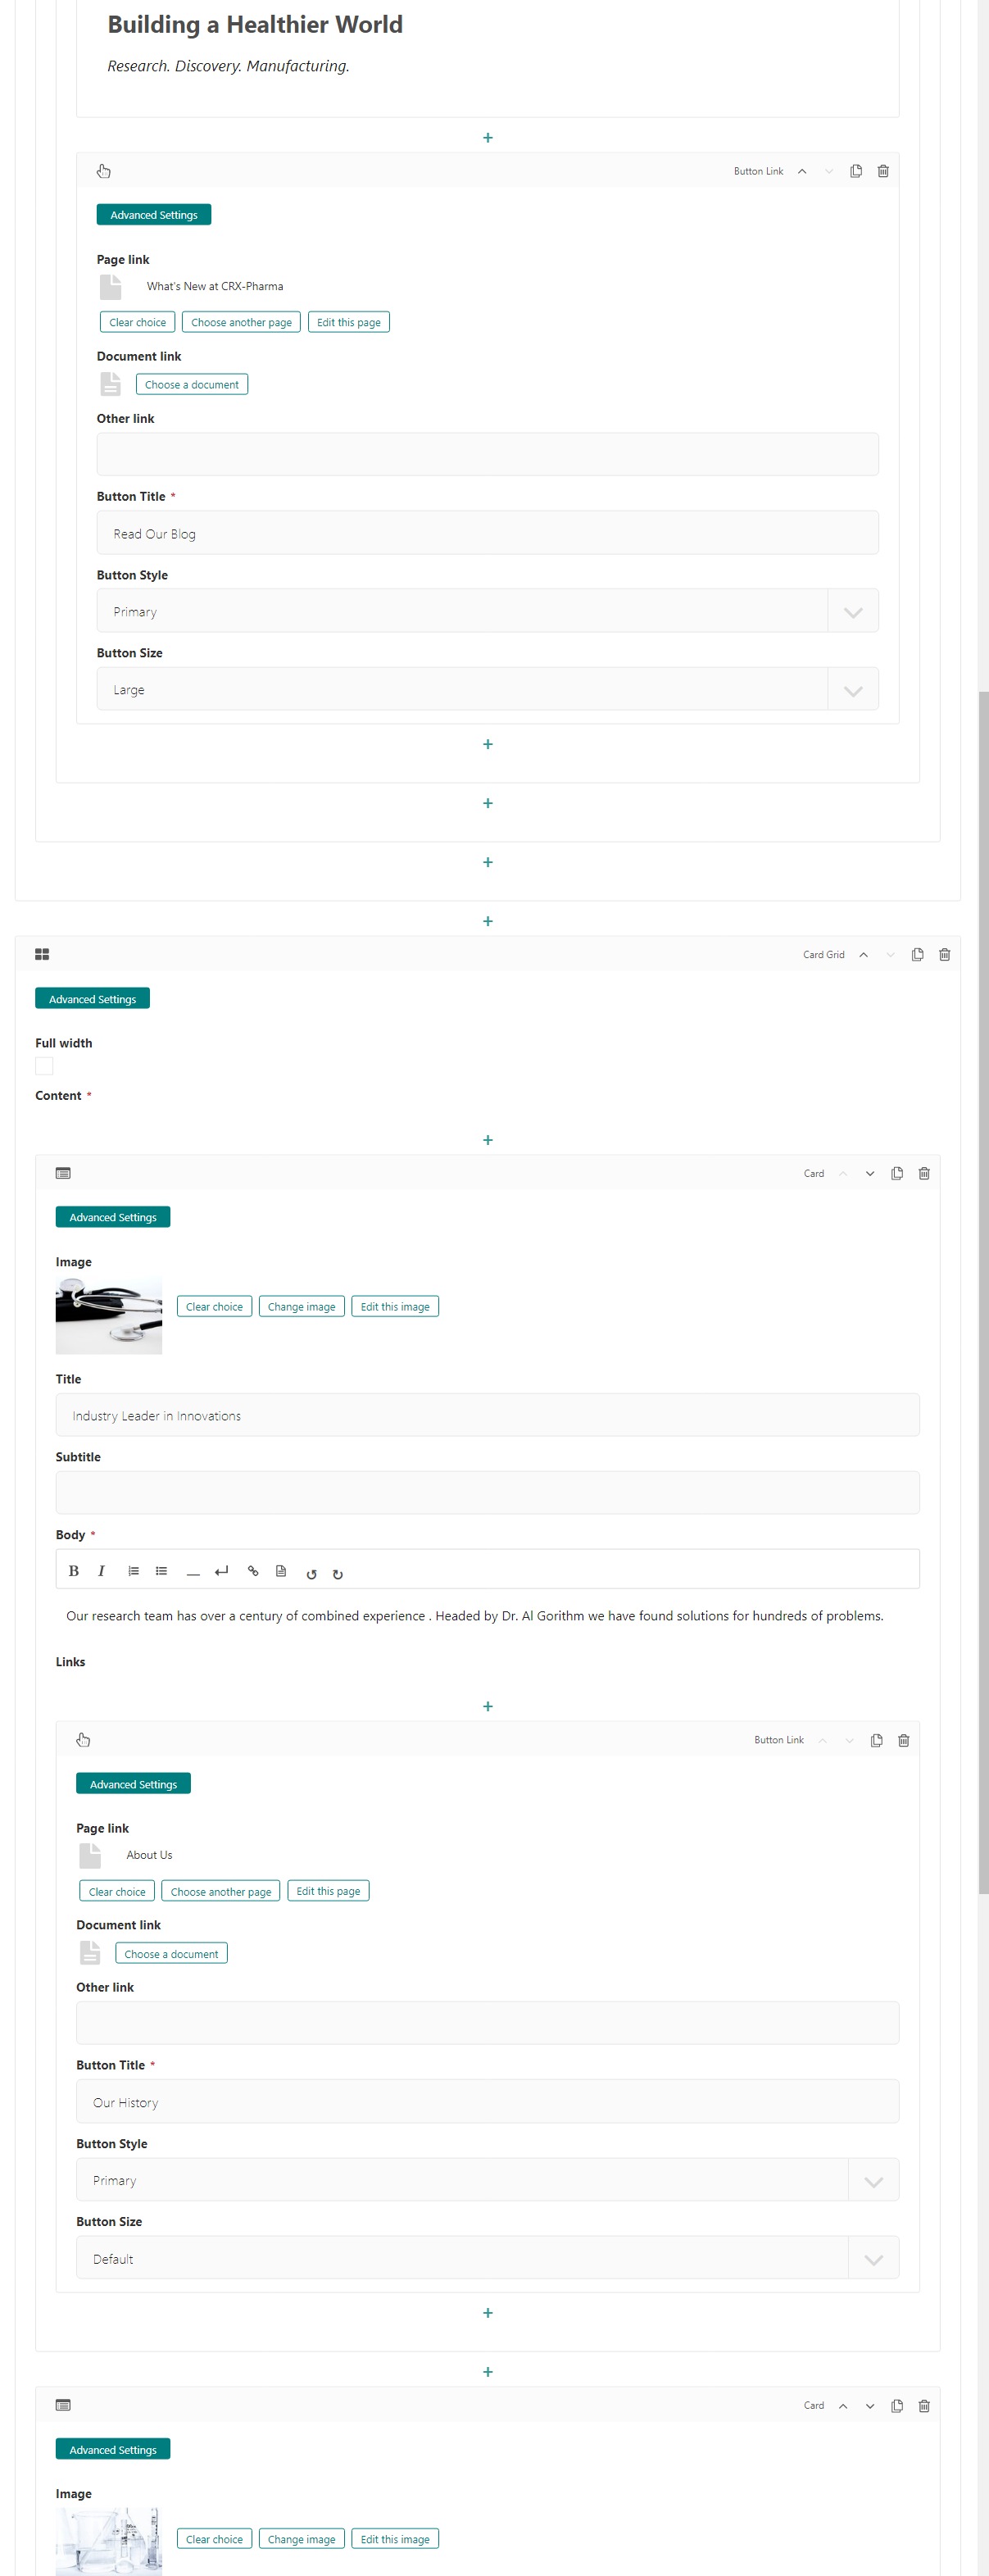 Building a Healthier World
Research. Discovery. Manufacturing.
+
Button Link
Advanced Settings
Page link
What's New at CRX-Pharma
Clear choice Choose another page Edit this page
Document link
Choose a document
Other link
Button Title *
Read Our Blog
Button Style
Primary
Button Size
Large
+
+
+
+
Card Grid
Advanced Settings
Full width
Content *
+
Card
Advanced Settings
Image
Clear choice Change image Edit this image
Title
Industry Leader in Innovations
Subtitle
Body *
B I
Our research team has over a century of combined experience . Headed by Dr. Al Gorithm we have found solutions for hundreds of problems.
Links
+
Button Link
Advanced Settings
Page link
About Us
Clear choice Choose another page Edit this page
Document link
Choose a document
Other link
Button Title *
Our History
Button Style
Primary
Button Size
Default
+
+
Card
Advanced Settings
Image
Clear choice Change image Edit this image